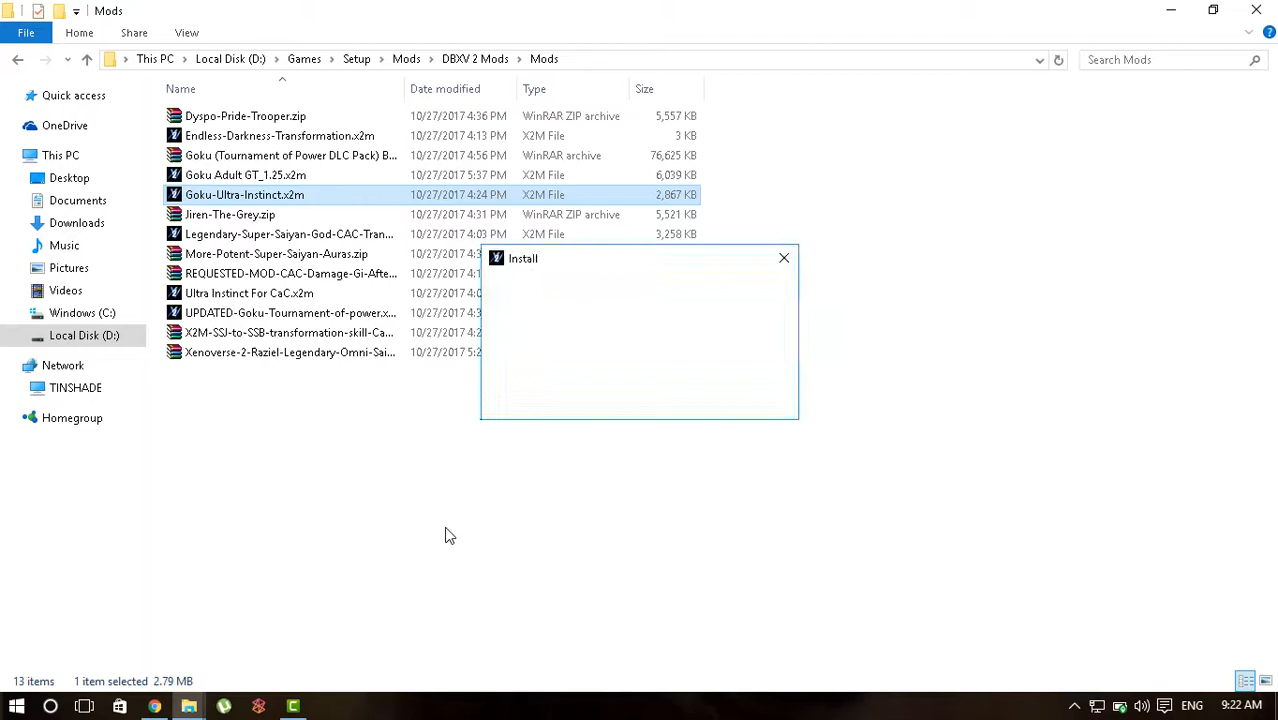 Mods
File Home Share View
This PC Local Disk (D:) Games Setup Mods DBXV 2 Mods Mods Search Mods
Name Date modified Type Size
Quick access
OneDrive
This PC
Desktop
Documents
Downloads
Music
Pictures
Videos
Windows (C:)
Local Disk (D:)
Network
TINSHADE
Homegroup
Dyspo-Pride-Trooper.zip 10/27/2017 4:36 PM WinRAR ZIP archive 5,557 KB
Endless-Darkness-Transformation.x2m 10/27/2017 4:13 PM X2M File 3 KB
Goku (Tournament of Power DLC Pack) B... 10/27/2017 4:56 PM WinRAR archive 76,625 KB
Goku Adult GT_1.25.x2m 10/27/2017 5:37 PM X2M File 6,039 KB
Goku-Ultra-Instinct.x2m 10/27/2017 4:24 PM X2M File 2,867 KB
Jiren-The-Grey.zip 10/27/2017 4:31 PM WinRAR ZIP archive 5,521 KB
Legendary-Super-Saiyan-God-CAC-Tran... 10/27/2017 4:03 PM X2M File 3,258 KB
More-Potent-Super-Saiyan-Auras.zip 10/27/2017 4:3
REQUESTED-MOD-CAC-Damage-Gi-Afte... 10/27/2017 4:1
Ultra Instinct For CaC.x2m 10/27/2017 4:0
UPDATED-Goku-Tournament-of-power.x... 10/27/2017 4:3
X2M-SSJ-to-SSB-transformation-skill-Ca... 10/27/2017 4:2
Xenoverse-2-Raziel-Legendary-Omni-Sai... 10/27/2017 5:2
Install
13 items 1 item selected 2.79 MB
ENG 9:22 AM